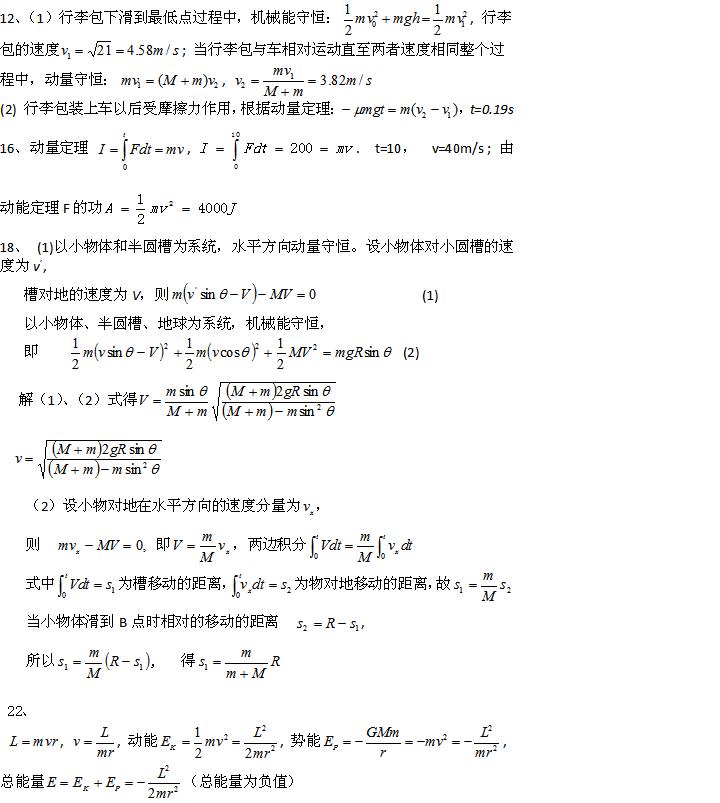 12、（1）行李包下滑到最低点过程中，机械能守恒：$\frac{1}{2}mv_0^2+mgh=\frac{1}{2}mv_1^2$，行李
包的速度$v_1=\sqrt{21}=4.58m/s$；当行李包与车相对运动直至两者速度相同整个过
程中，动量守恒：$mv_1=(M+m)v_2$，$v_2=\frac{mv_1}{M+m}=3.82m/s$
(2) 行李包装上车以后受摩擦力作用，根据动量定理：$-\mu mgt=m(v_2-v_1)$，t=0.19s
16、动量定理 $I=\int_0^t Fdt=mv$，$I=\int_0^{10}Fdt=200=mv$． t=10， v=40m/s；由
动能定理 F 的功$A=\frac{1}{2}mv^2=4000J$
18、 (1)以小物体和半圆槽为系统，水平方向动量守恒。设小物体对小圆槽的速
度为 v'，
槽对地的速度为 V，则$m(v'\sin\theta-V)-MV=0$ (1)
以小物体、半圆槽、地球为系统，机械能守恒，
即 $\frac{1}{2}m(v\sin\theta-V)^2+\frac{1}{2}m(v\cos\theta)^2+\frac{1}{2}MV^2=mgR\sin\theta$ (2)
解（1）、（2）式得$V=\frac{m\sin\theta}{M+m}\sqrt{\frac{(M+m)2gR\sin\theta}{(M+m)-m\sin^2\theta}}$
$v=\sqrt{\frac{(M+m)2gR\sin\theta}{(M+m)-m\sin^2\theta}}$
（2）设小物对地在水平方向的速度分量为$v_x$，
则 $mv_x-MV=0$，即$V=\frac{m}{M}v_x$，两边积分$\int_0^t Vdt=\frac{m}{M}\int_0^t v_xdt$
式中$\int_0^t Vdt=s_1$为槽移动的距离，$\int_0^t v_xdt=s_2$为物对地移动的距离，故$s_1=\frac{m}{M}s_2$
当小物体滑到 B 点时相对的移动的距离 $s_2=R-s_1$，
所以$s_1=\frac{m}{M}(R-s_1)$， 得$s_1=\frac{m}{m+M}R$
22、
$L=mvr$，$v=\frac{L}{mr}$，动能$E_K=\frac{1}{2}mv^2=\frac{L^2}{2mr^2}$，势能$E_P=-\frac{GMm}{r}=-mv^2=-\frac{L^2}{mr^2}$，
总能量$E=E_K+E_P=-\frac{L^2}{2mr^2}$（总能量为负值）